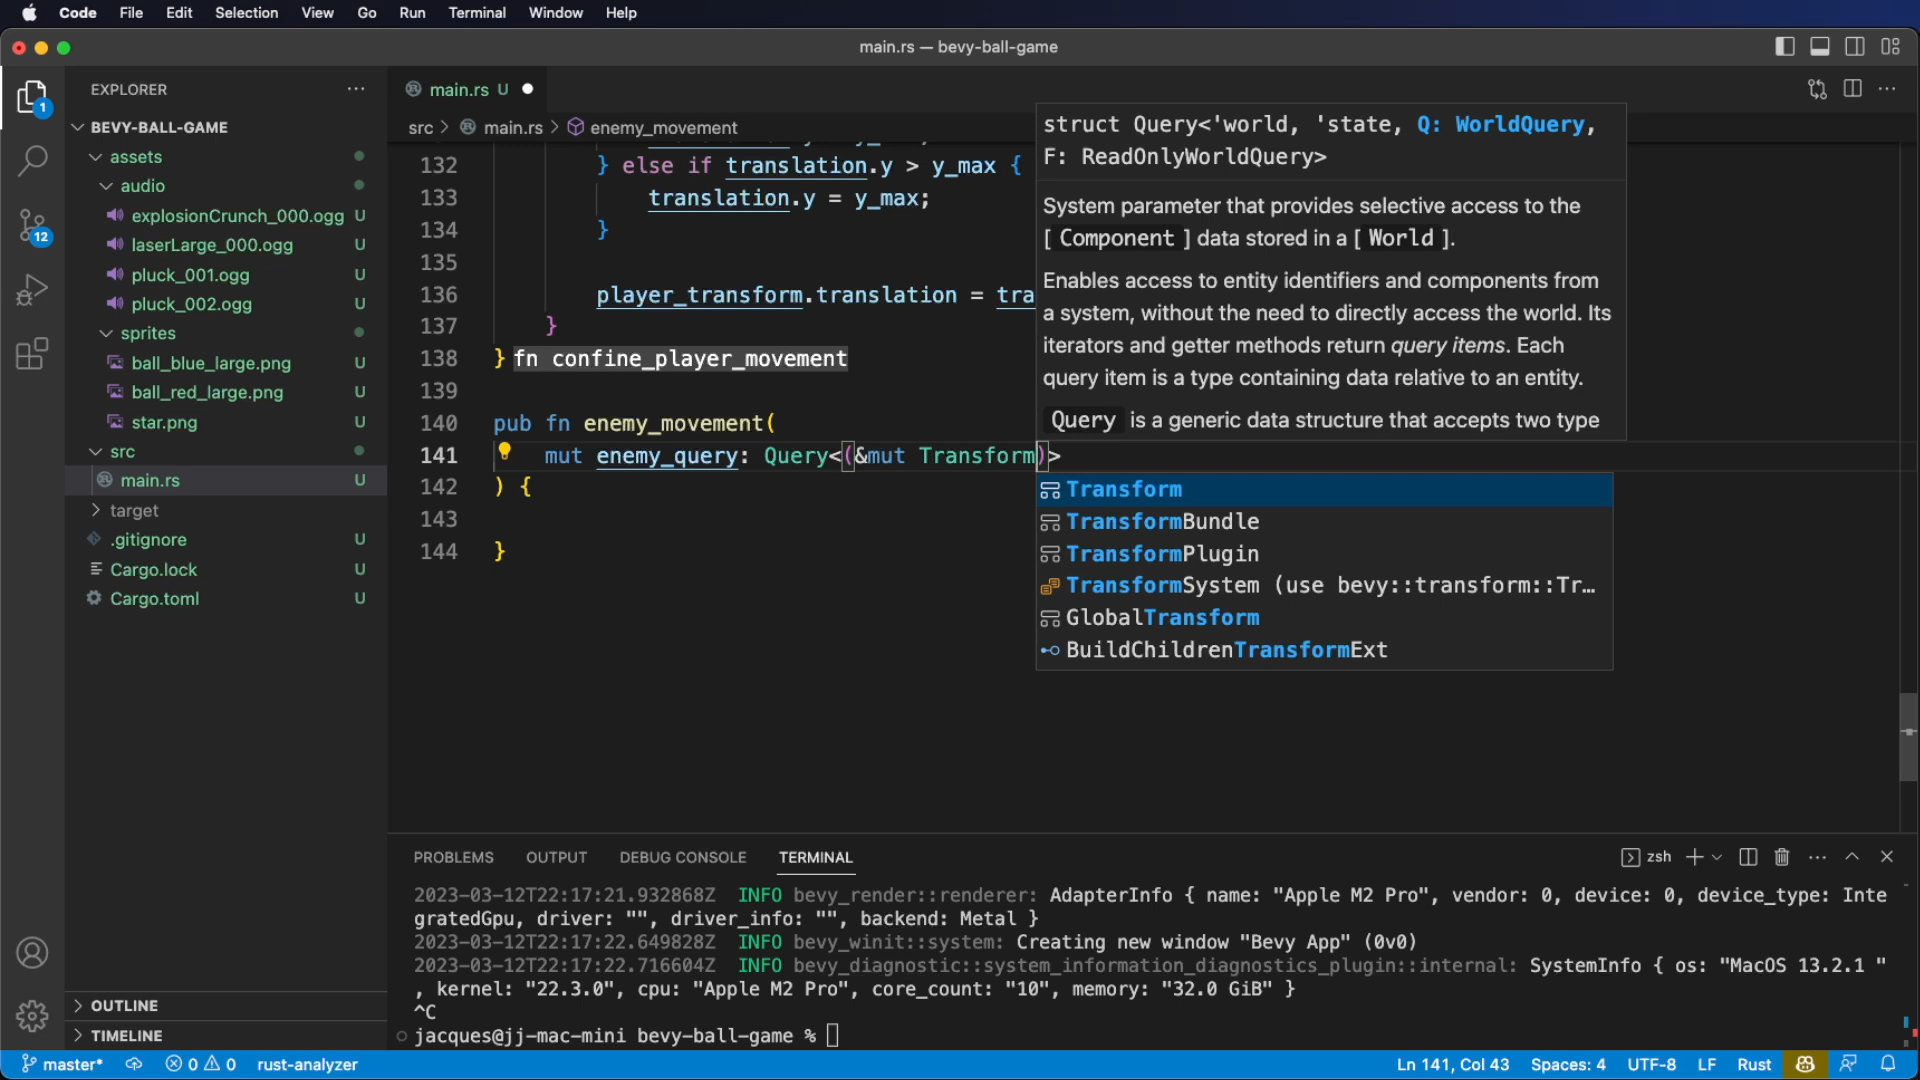 Code File Edit Selection View Go Run Terminal Window Help
main.rs — bevy-ball-game
EXPLORER
main.rs U
1
BEVY-BALL-GAME
src > main.rs > enemy_movement
assets
audio
explosionCrunch_000.ogg U
laserLarge_000.ogg U
12
pluck_001.ogg U
pluck_002.ogg U
sprites
ball_blue_large.png U
ball_red_large.png U
star.png U
src
main.rs U
target
.gitignore U
Cargo.lock U
Cargo.toml U
OUTLINE
TIMELINE
132 } else if translation.y > y_max {
133 translation.y = y_max;
134 }
135
136 player_transform.translation = tra
137 }
138 } fn confine_player_movement
139
140 pub fn enemy_movement(
141 mut enemy_query: Query<(&mut Transform)>
142 ) {
143
144 }
struct Query<'world, 'state, Q: WorldQuery,
F: ReadOnlyWorldQuery>
System parameter that provides selective access to the
[ Component ] data stored in a [ World ].
Enables access to entity identifiers and components from
a system, without the need to directly access the world. Its
iterators and getter methods return query items. Each
query item is a type containing data relative to an entity.
Query is a generic data structure that accepts two type
Transform
TransformBundle
TransformPlugin
TransformSystem (use bevy::transform::Tr…
GlobalTransform
BuildChildrenTransformExt
PROBLEMS OUTPUT DEBUG CONSOLE TERMINAL
zsh
2023-03-12T22:17:21.932868Z INFO bevy_render::renderer: AdapterInfo { name: "Apple M2 Pro", vendor: 0, device: 0, device_type: Inte
gratedGpu, driver: "", driver_info: "", backend: Metal }
2023-03-12T22:17:22.649828Z INFO bevy_winit::system: Creating new window "Bevy App" (0v0)
2023-03-12T22:17:22.716604Z INFO bevy_diagnostic::system_information_diagnostics_plugin::internal: SystemInfo { os: "MacOS 13.2.1 "
, kernel: "22.3.0", cpu: "Apple M2 Pro", core_count: "10", memory: "32.0 GiB" }
^C
jacques@jj-mac-mini bevy-ball-game %
master* 0 0 rust-analyzer
Ln 141, Col 43 Spaces: 4 UTF-8 LF Rust